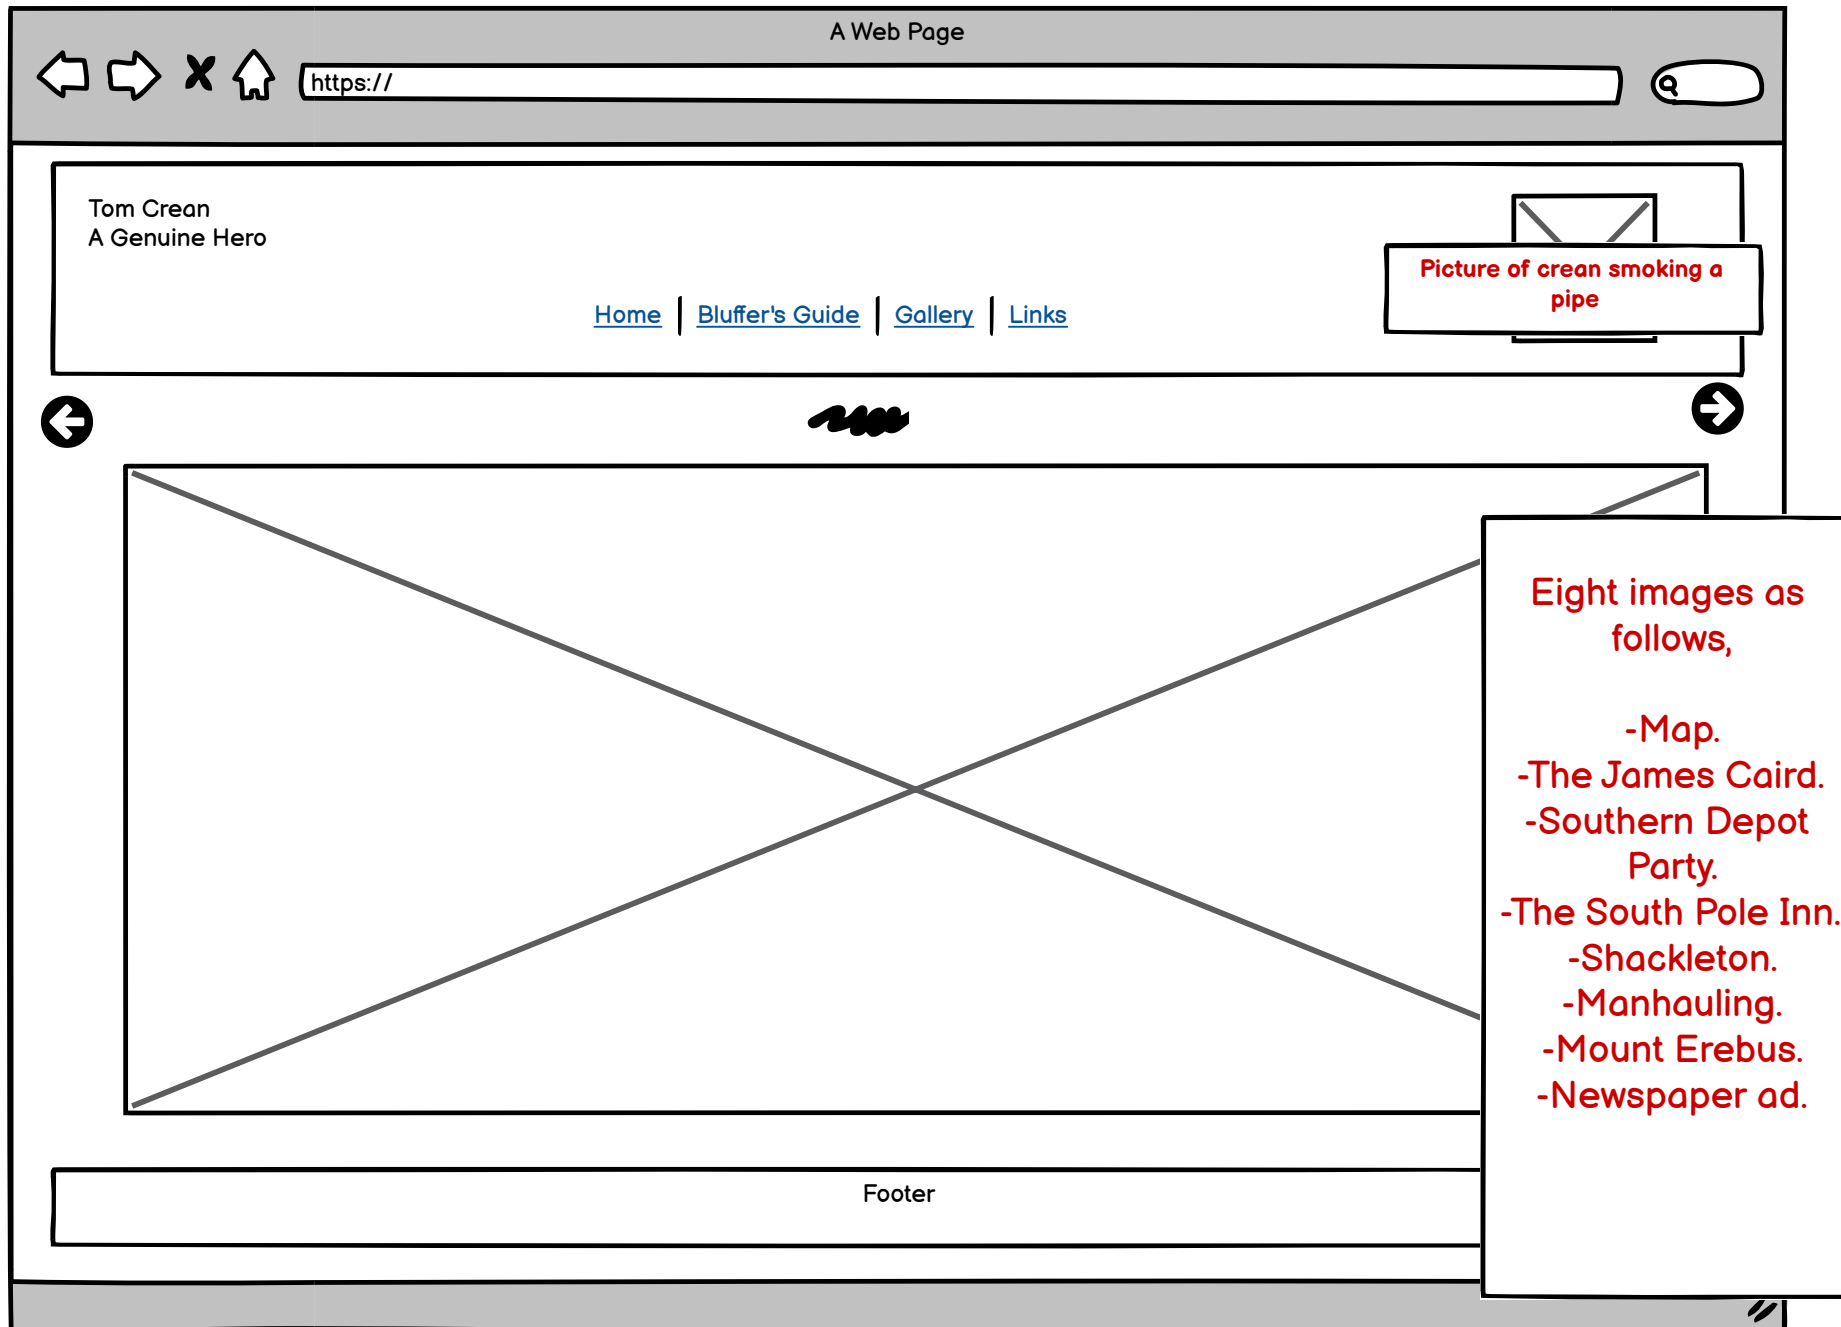 A Web Page
https://
Tom Crean
A Genuine Hero
Picture of crean smoking a
pipe
Home
Bluffer's Guide
Gallery
Links
Eight images as
follows,
-Map.
-The James Caird.
-Southern Depot
Party.
-The South Pole Inn.
-Shackleton.
-Manhauling.
-Mount Erebus.
-Newspaper ad.
Footer